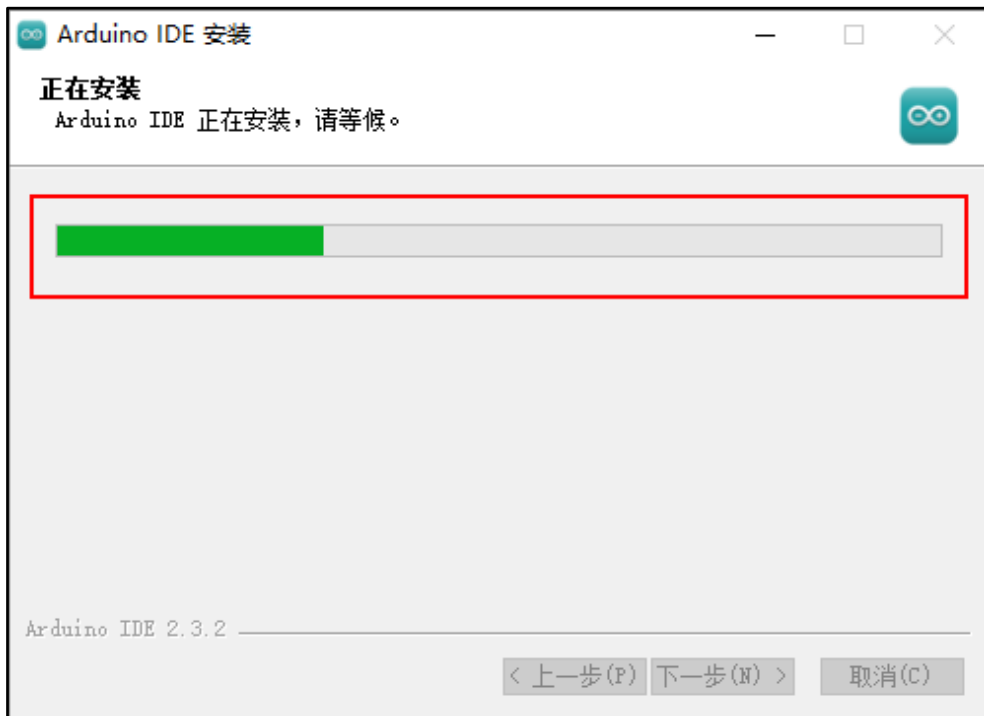 Arduino IDE 安装
正在安装
Arduino IDE 正在安装，请等候。
Arduino IDE 2.3.2
< 上一步(P) 下一步(N) > 取消(C)